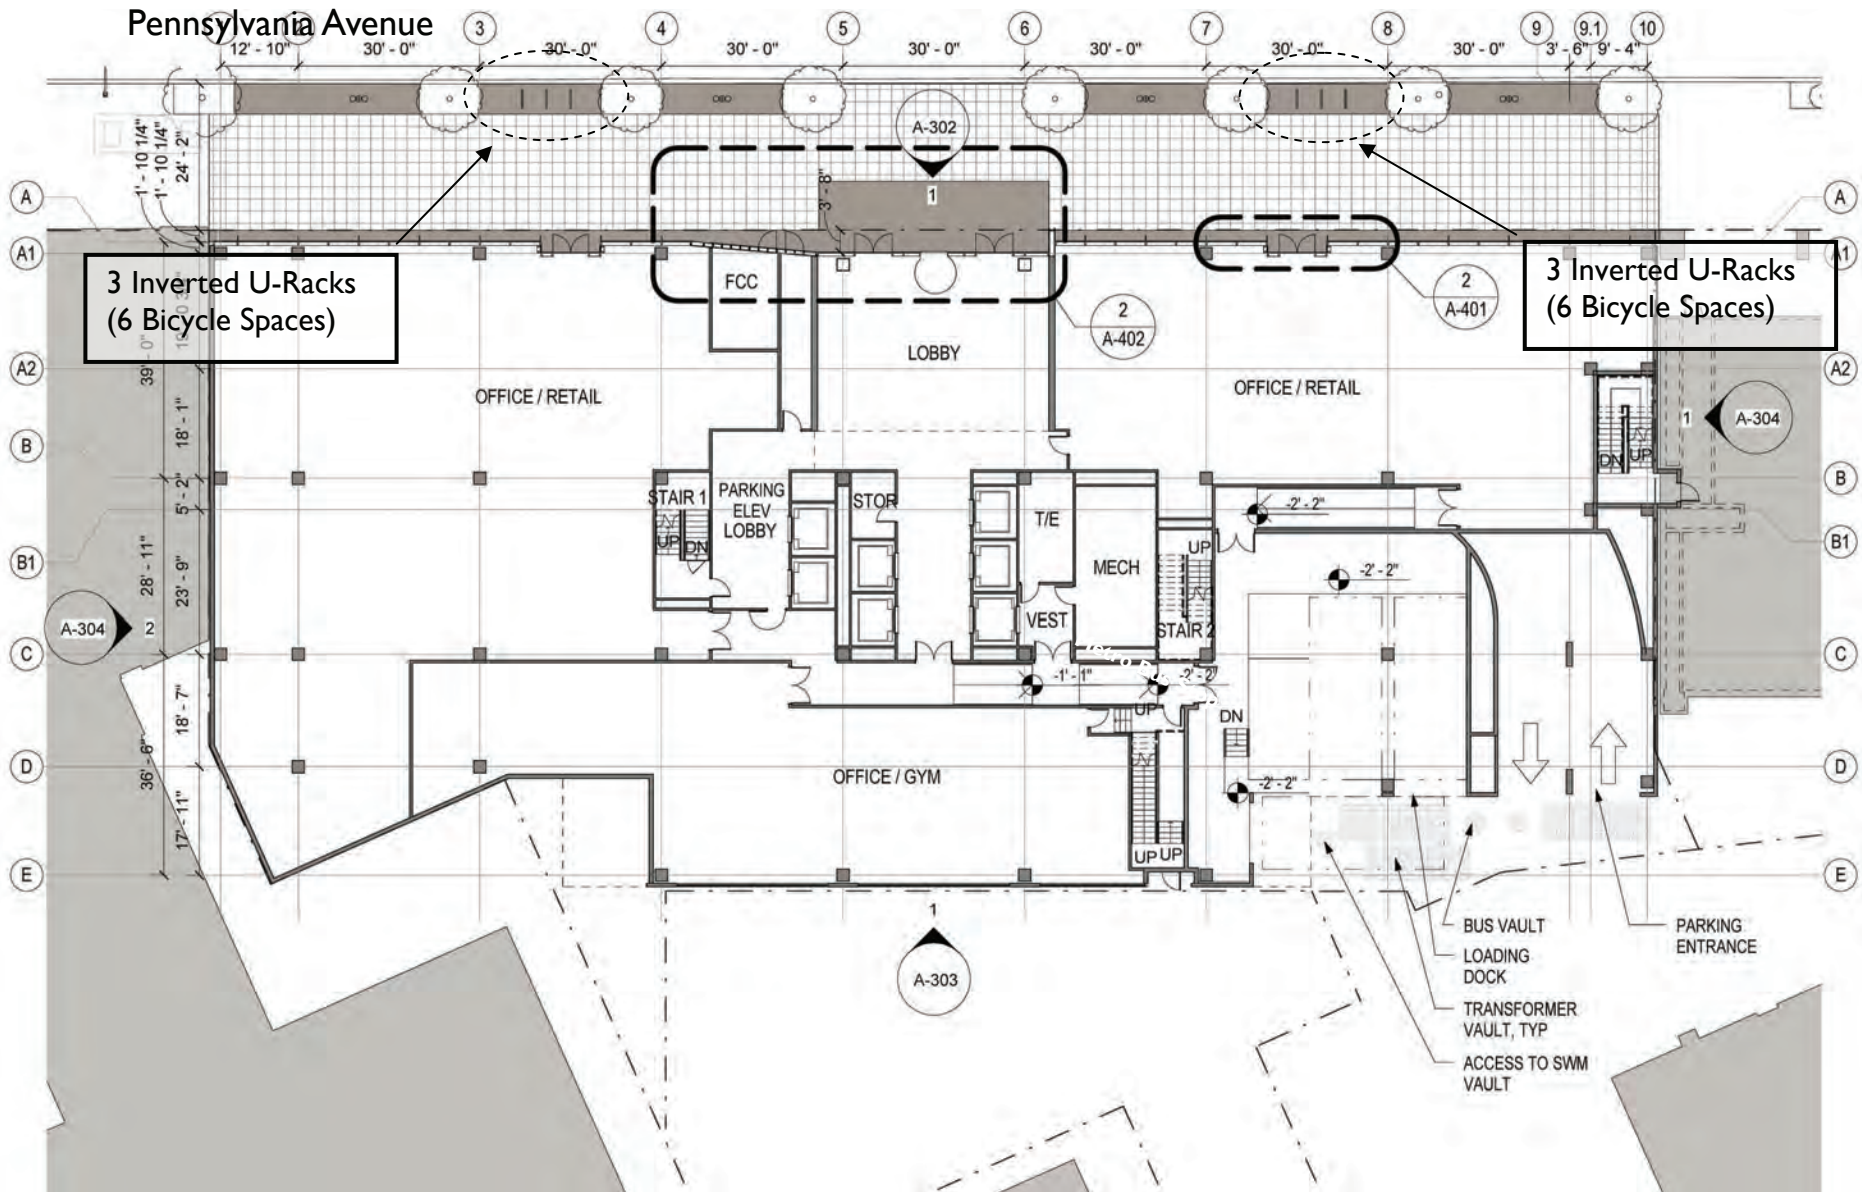 Pennsylvania Avenue
3 4 5 6 7 8 9 9.1 10
12' - 10" 30' - 0" 30' - 0" 30' - 0" 30' - 0" 30' - 0" 30' - 0" 30' - 0" 30' - 0" 3' - 6" 9' - 4"
1' - 10 1/4"
1' - 10 1/4"
24' - 2"
A-302
1
3' - 8"
A A
A1 A1
3 Inverted U-Racks
(6 Bicycle Spaces)
3 Inverted U-Racks
(6 Bicycle Spaces)
FCC
2
A-401
2
A-402
LOBBY
39' - 0"
A2 A2
OFFICE / RETAIL
OFFICE / RETAIL
18' - 1"
1
A-304
B
B
DN UP
5' - 2"
STAIR 1
UP DN
PARKING
ELEV
LOBBY
STOR
T/E
-2' - 2"
B1
B1
28' - 11"
23' - 9"
MECH
UP
-2' - 2"
A-304 2
VEST
STAIR 2
C C
-1' - 1"
-2' - 2"
18' - 7"
UP
DN
36' - 6"
D D
OFFICE / GYM
-2' - 2"
17' - 11"
UP UP
E E
1
A-303
BUS VAULT
LOADING
DOCK
TRANSFORMER
VAULT, TYP
ACCESS TO SWM
VAULT
PARKING
ENTRANCE